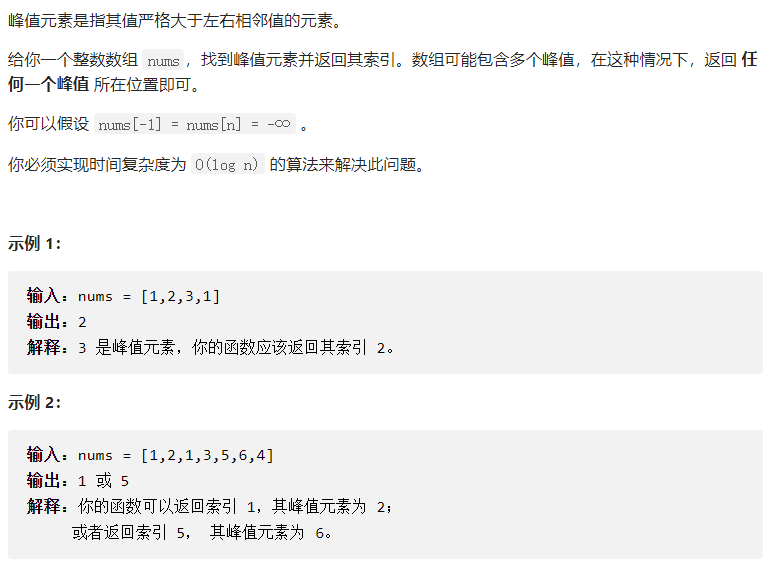 峰值元素是指其值严格大于左右相邻值的元素。
给你一个整数数组 nums，找到峰值元素并返回其索引。数组可能包含多个峰值，在这种情况下，返回 任
何一个峰值 所在位置即可。
你可以假设 nums[-1] = nums[n] = -∞ 。
你必须实现时间复杂度为 O(log n) 的算法来解决此问题。
示例 1：
输入：nums = [1,2,3,1]
输出：2
解释：3 是峰值元素，你的函数应该返回其索引 2。
示例 2：
输入：nums = [1,2,1,3,5,6,4]
输出：1 或 5
解释：你的函数可以返回索引 1，其峰值元素为 2；
或者返回索引 5， 其峰值元素为 6。